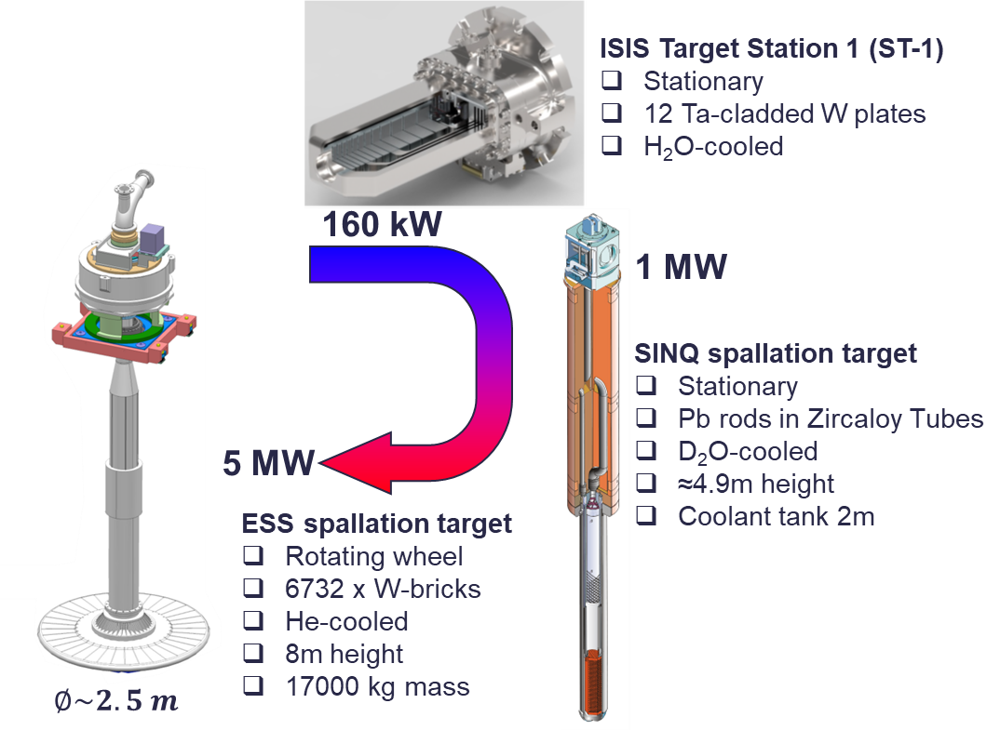 ISIS Target Station 1 (ST-1)
❑ Stationary
❑ 12 Ta-cladded W plates
❑ H₂O-cooled
160 kW
1 MW
SINQ spallation target
❑ Stationary
❑ Pb rods in Zircaloy Tubes
❑ D₂O-cooled
❑ ≈4.9m height
❑ Coolant tank 2m
5 MW
ESS spallation target
❑ Rotating wheel
❑ 6732 x W-bricks
❑ He-cooled
❑ 8m height
❑ 17000 kg mass
∅~2.5 m